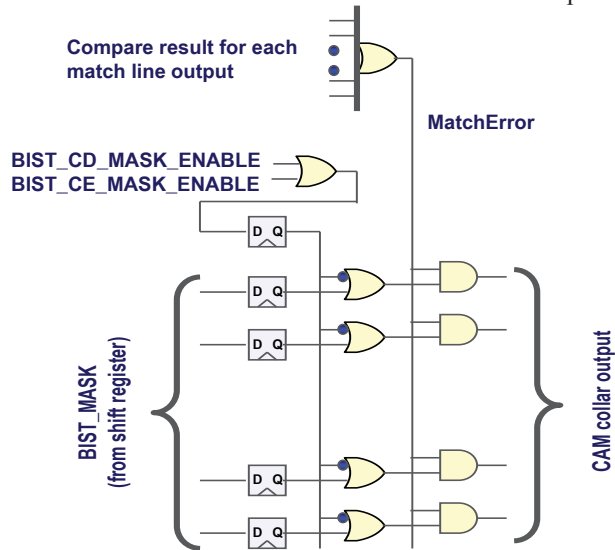 Compare result for each
match line output
MatchError
BIST_CD_MASK_ENABLE
BIST_CE_MASK_ENABLE
D Q
D Q
D Q
D Q
D Q
BIST_MASK
(from shift register)
CAM collar output